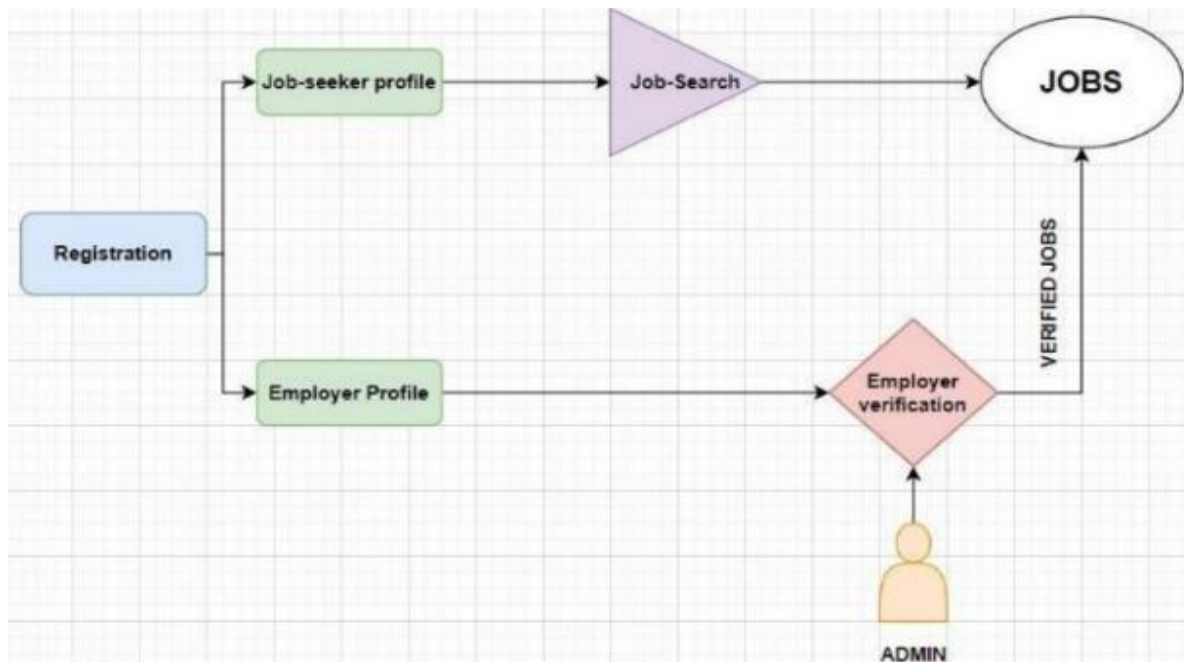 Job-seeker profile
Job-Search
JOBS
Registration
VERIFIED JOBS
Employer Profile
Employer
verification
ADMIN